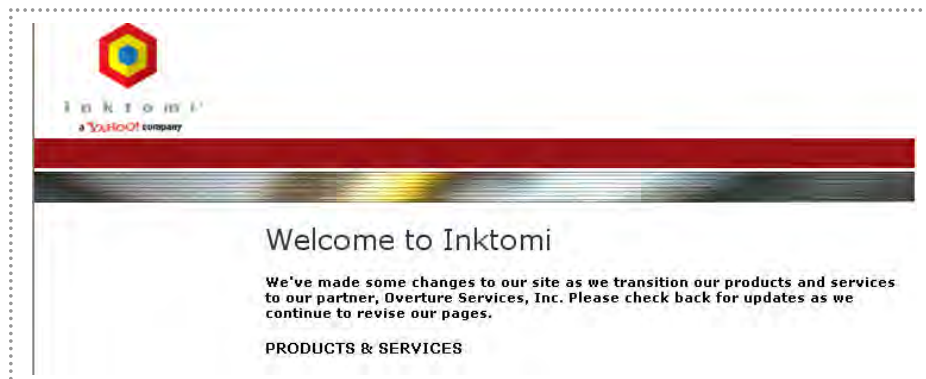 Inktomi
a YAHOO! company
Welcome to Inktomi
We've made some changes to our site as we transition our products and services
to our partner, Overture Services, Inc. Please check back for updates as we
continue to revise our pages.
PRODUCTS & SERVICES